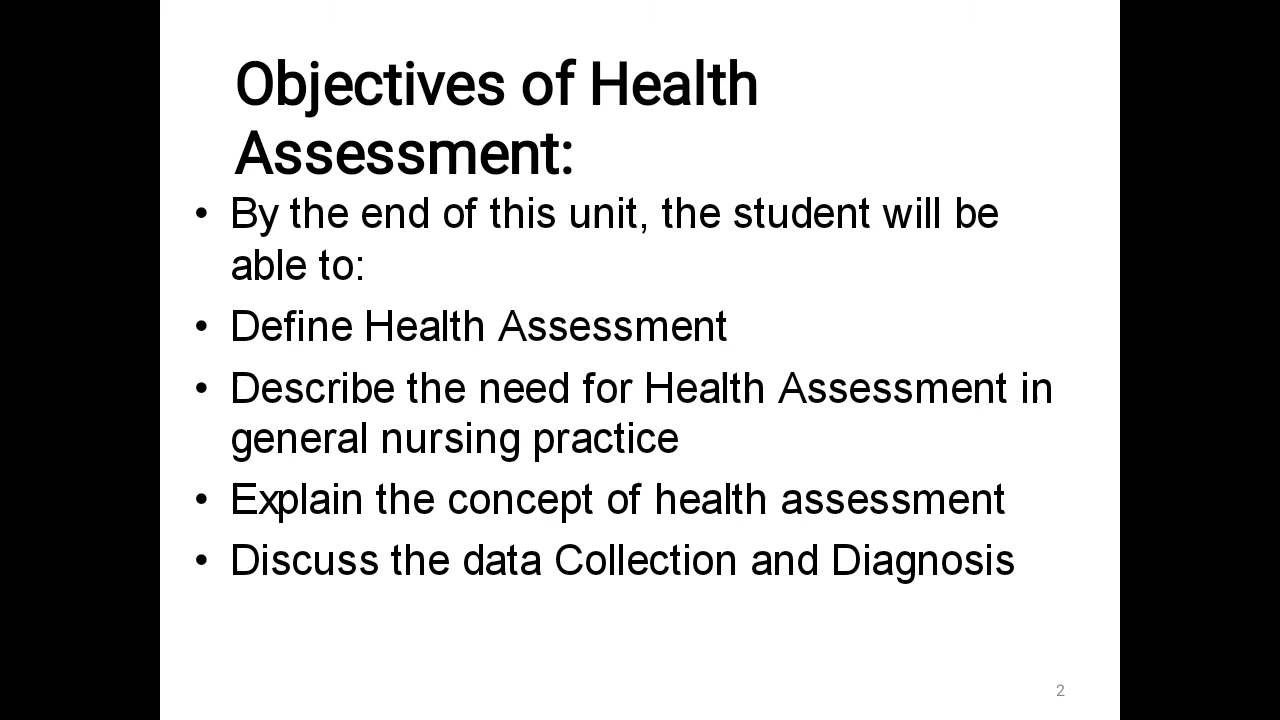 Objectives of Health
Assessment:
• By the end of this unit, the student will be
able to:
• Define Health Assessment
• Describe the need for Health Assessment in
general nursing practice
• Explain the concept of health assessment
• Discuss the data Collection and Diagnosis
2